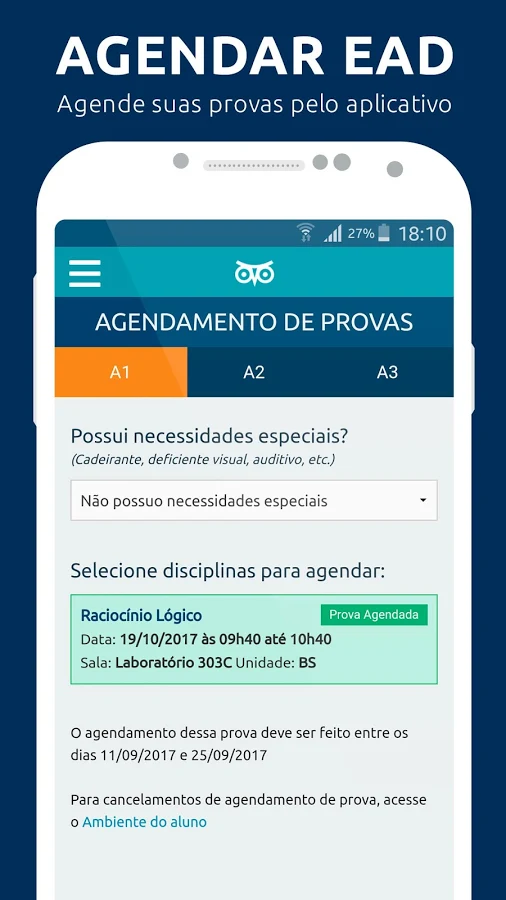 AGENDAR EAD
Agende suas provas pelo aplicativo
27% 18:10
AGENDAMENTO DE PROVAS
A1 A2 A3
Possui necessidades especiais?
(Cadeirante, deficiente visual, auditivo, etc.)
Não possuo necessidades especiais
Selecione disciplinas para agendar:
Raciocínio Lógico Prova Agendada
Data: 19/10/2017 às 09h40 até 10h40
Sala: Laboratório 303C Unidade: BS
O agendamento dessa prova deve ser feito entre os
dias 11/09/2017 e 25/09/2017
Para cancelamentos de agendamento de prova, acesse
o Ambiente do aluno